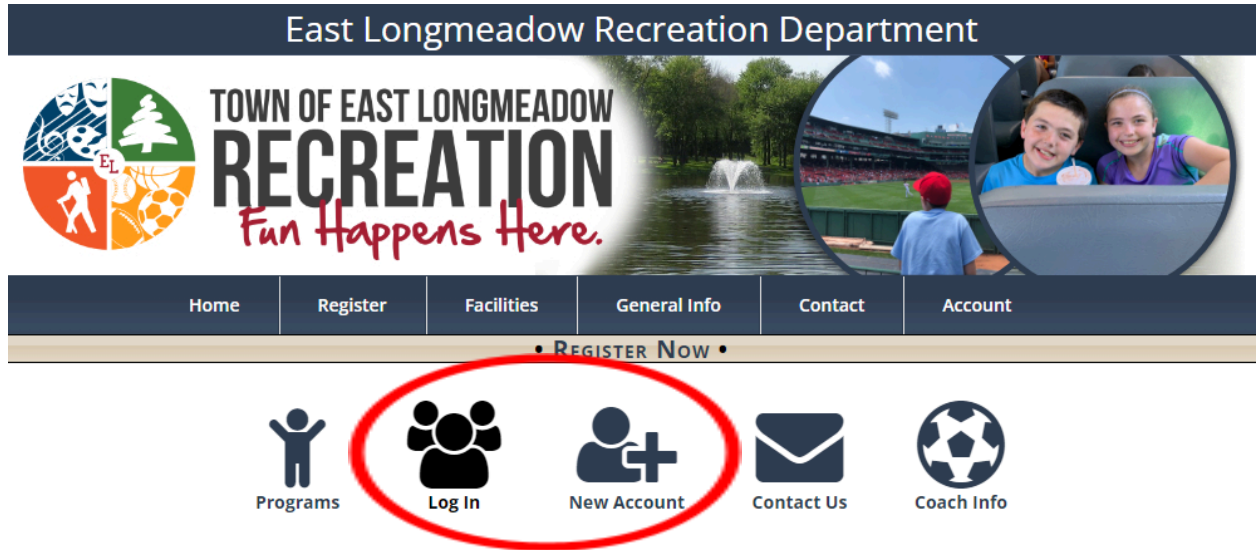 East Longmeadow Recreation Department
EL
TOWN OF EAST LONGMEADOW
RECREATION
Fun Happens Here.
Home Register Facilities General Info Contact Account
• REGISTER NOW •
Programs Log In New Account Contact Us Coach Info